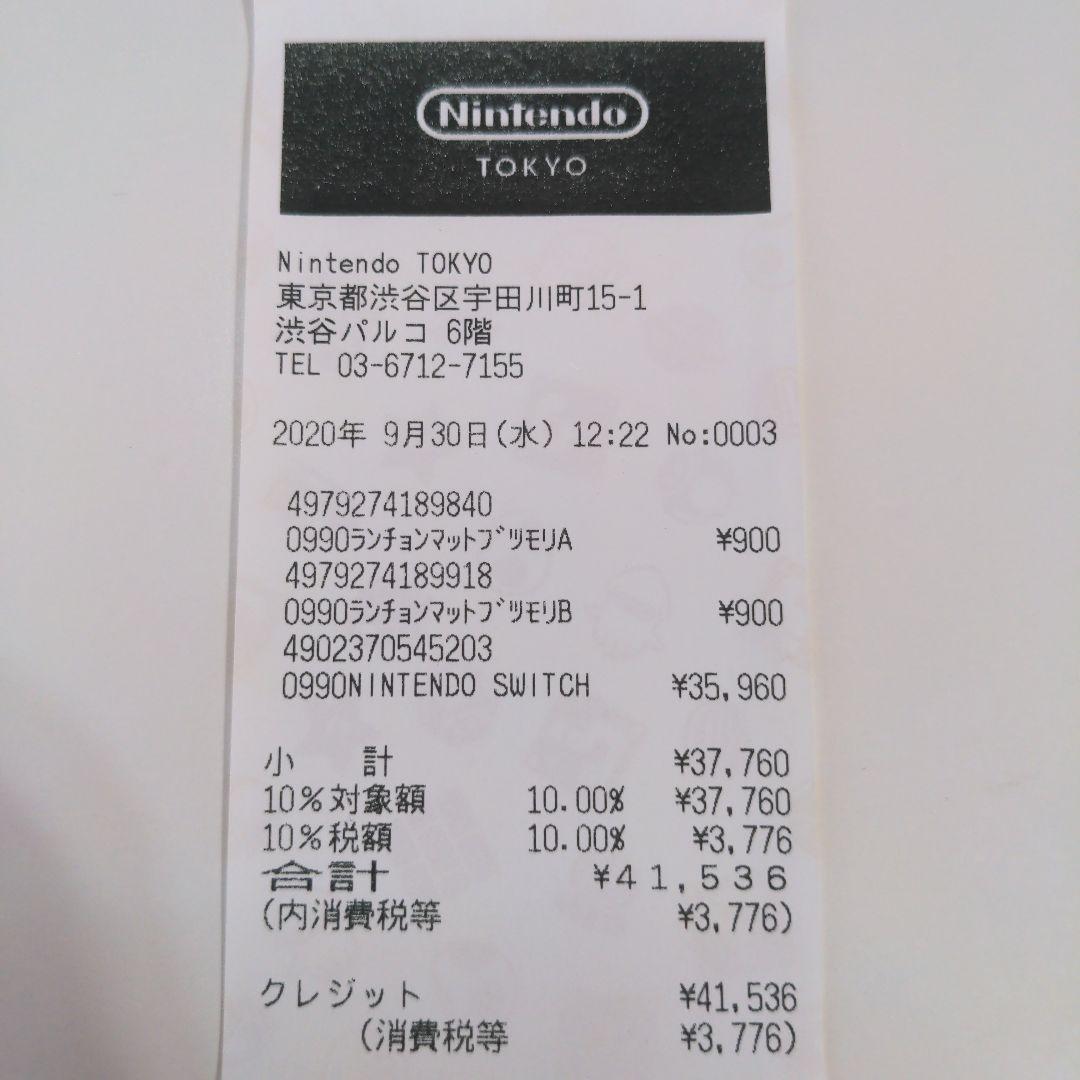 Nintendo
TOKYO
Nintendo TOKYO
東京都渋谷区宇田川町15-1
渋谷パルコ 6階
TEL 03-6712-7155
2020年 9月30日(水) 12:22 No:0003
4979274189840
0990ﾗﾝﾁｮﾝﾏｯﾄﾌﾞﾂﾓﾘA ¥900
4979274189918
0990ﾗﾝﾁｮﾝﾏｯﾄﾌﾞﾂﾓﾘB ¥900
4902370545203
0990NINTENDO SWITCH ¥35,960
小 計 ¥37,760
10%対象額 10.00% ¥37,760
10%税額 10.00% ¥3,776
合計 ¥41,536
(内消費税等 ¥3,776)
クレジット ¥41,536
(消費税等 ¥3,776)